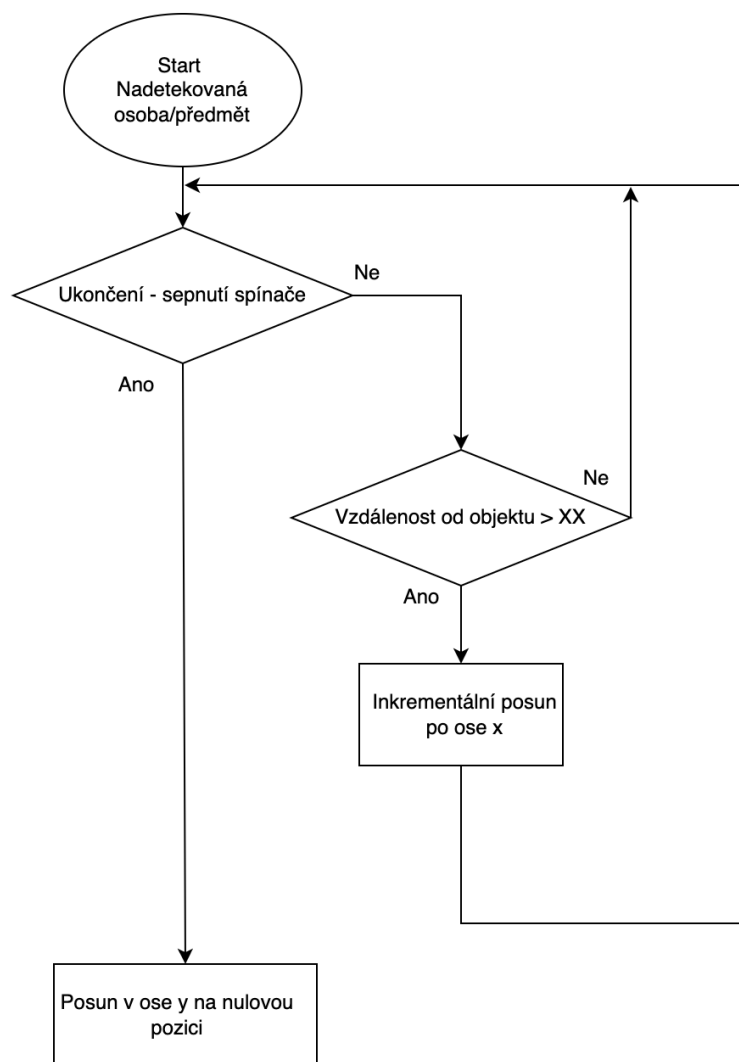 Start
Nadetekovaná
osoba/předmět
Ukončení - sepnutí spínače
Ne
Ano
Vzdálenost od objektu > XX
Ne
Ano
Inkrementální posun
po ose x
Posun v ose y na nulovou
pozici